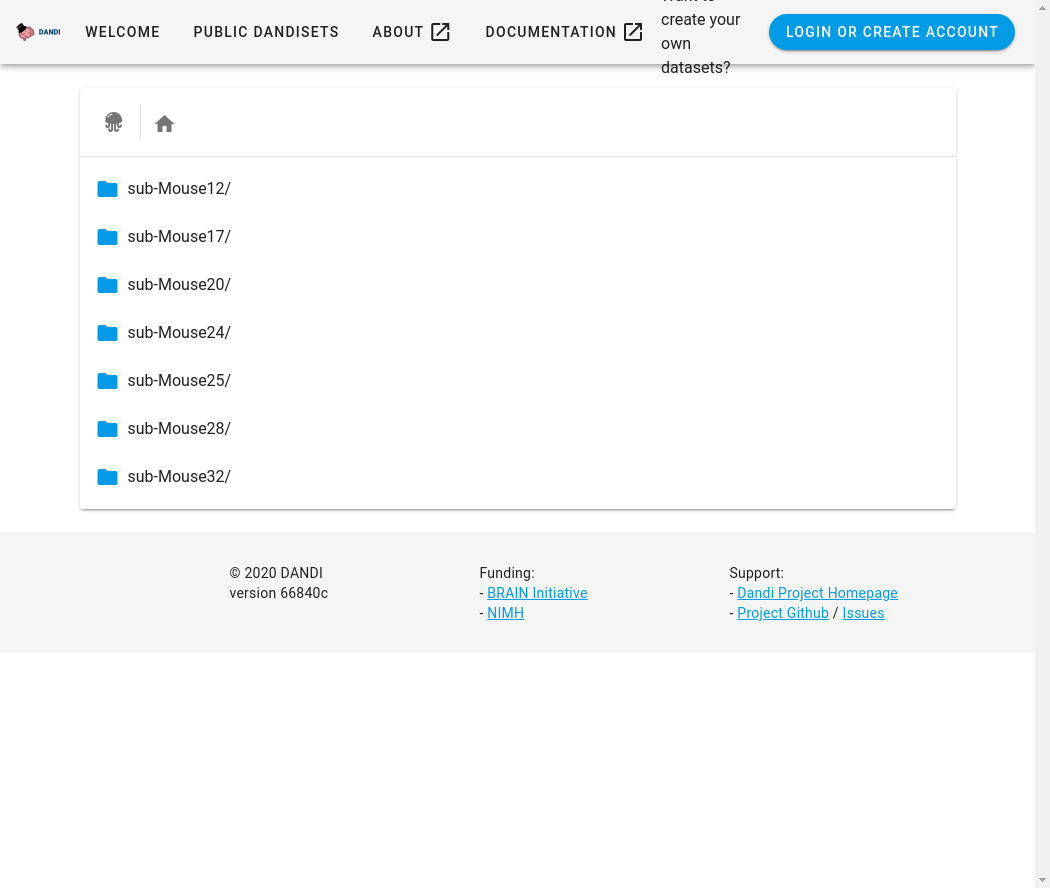 DANDI
WELCOME
PUBLIC DANDISETS
ABOUT
DOCUMENTATION
create your
own
datasets?
LOGIN OR CREATE ACCOUNT
sub-Mouse12/
sub-Mouse17/
sub-Mouse20/
sub-Mouse24/
sub-Mouse25/
sub-Mouse28/
sub-Mouse32/
© 2020 DANDI
version 66840c
Funding:
- BRAIN Initiative
- NIMH
Support:
- Dandi Project Homepage
- Project Github / Issues